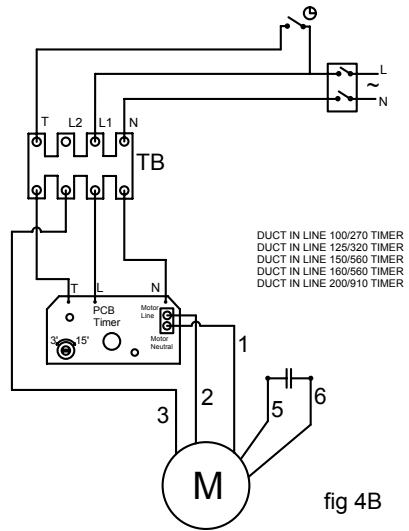 L
~
N
T L2 L1 N
TB
DUCT IN LINE 100/270 TIMER
DUCT IN LINE 125/320 TIMER
DUCT IN LINE 150/560 TIMER
DUCT IN LINE 160/560 TIMER
DUCT IN LINE 200/910 TIMER
T L N
PCB
Timer
Motor
Line
Motor
Neutral
3' 15'
1
2
3
5
6
M
fig 4B